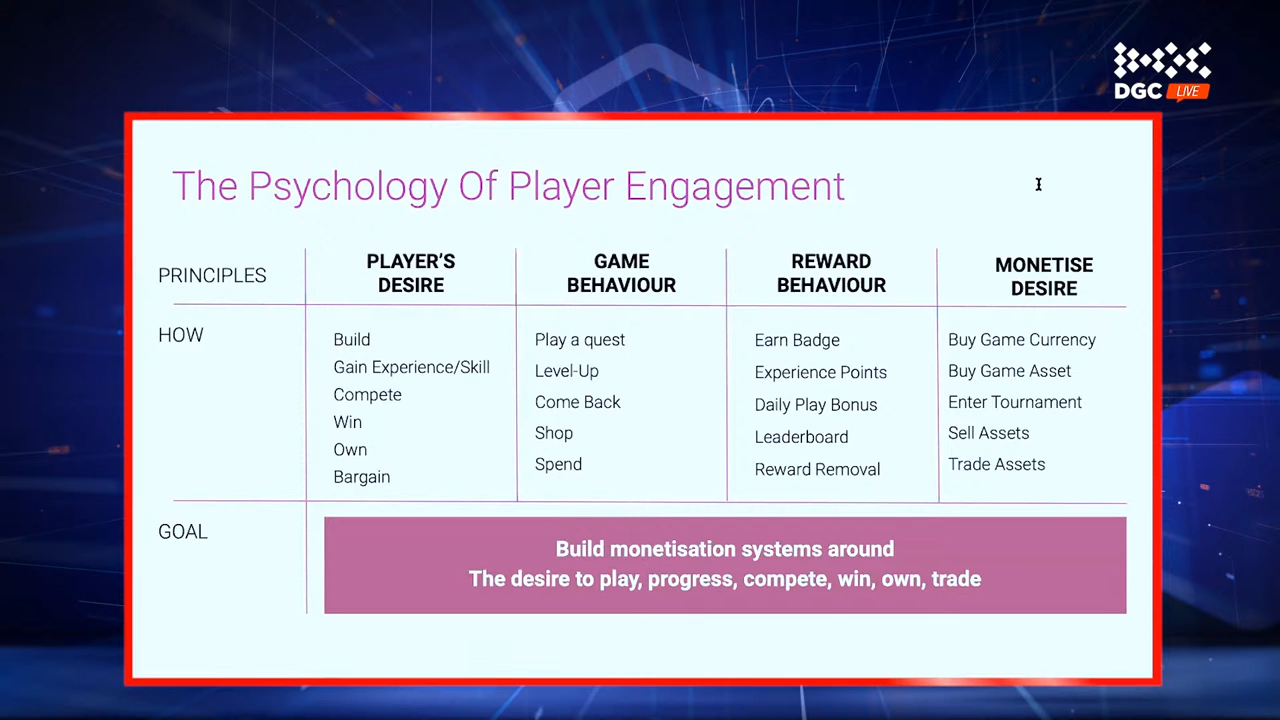 DGC LIVE
The Psychology Of Player Engagement
PRINCIPLES
PLAYER'S
DESIRE
GAME
BEHAVIOUR
REWARD
BEHAVIOUR
MONETISE
DESIRE
HOW
Build
Gain Experience/Skill
Compete
Win
Own
Bargain
Play a quest
Level-Up
Come Back
Shop
Spend
Earn Badge
Experience Points
Daily Play Bonus
Leaderboard
Reward Removal
Buy Game Currency
Buy Game Asset
Enter Tournament
Sell Assets
Trade Assets
GOAL
Build monetisation systems around
The desire to play, progress, compete, win, own, trade